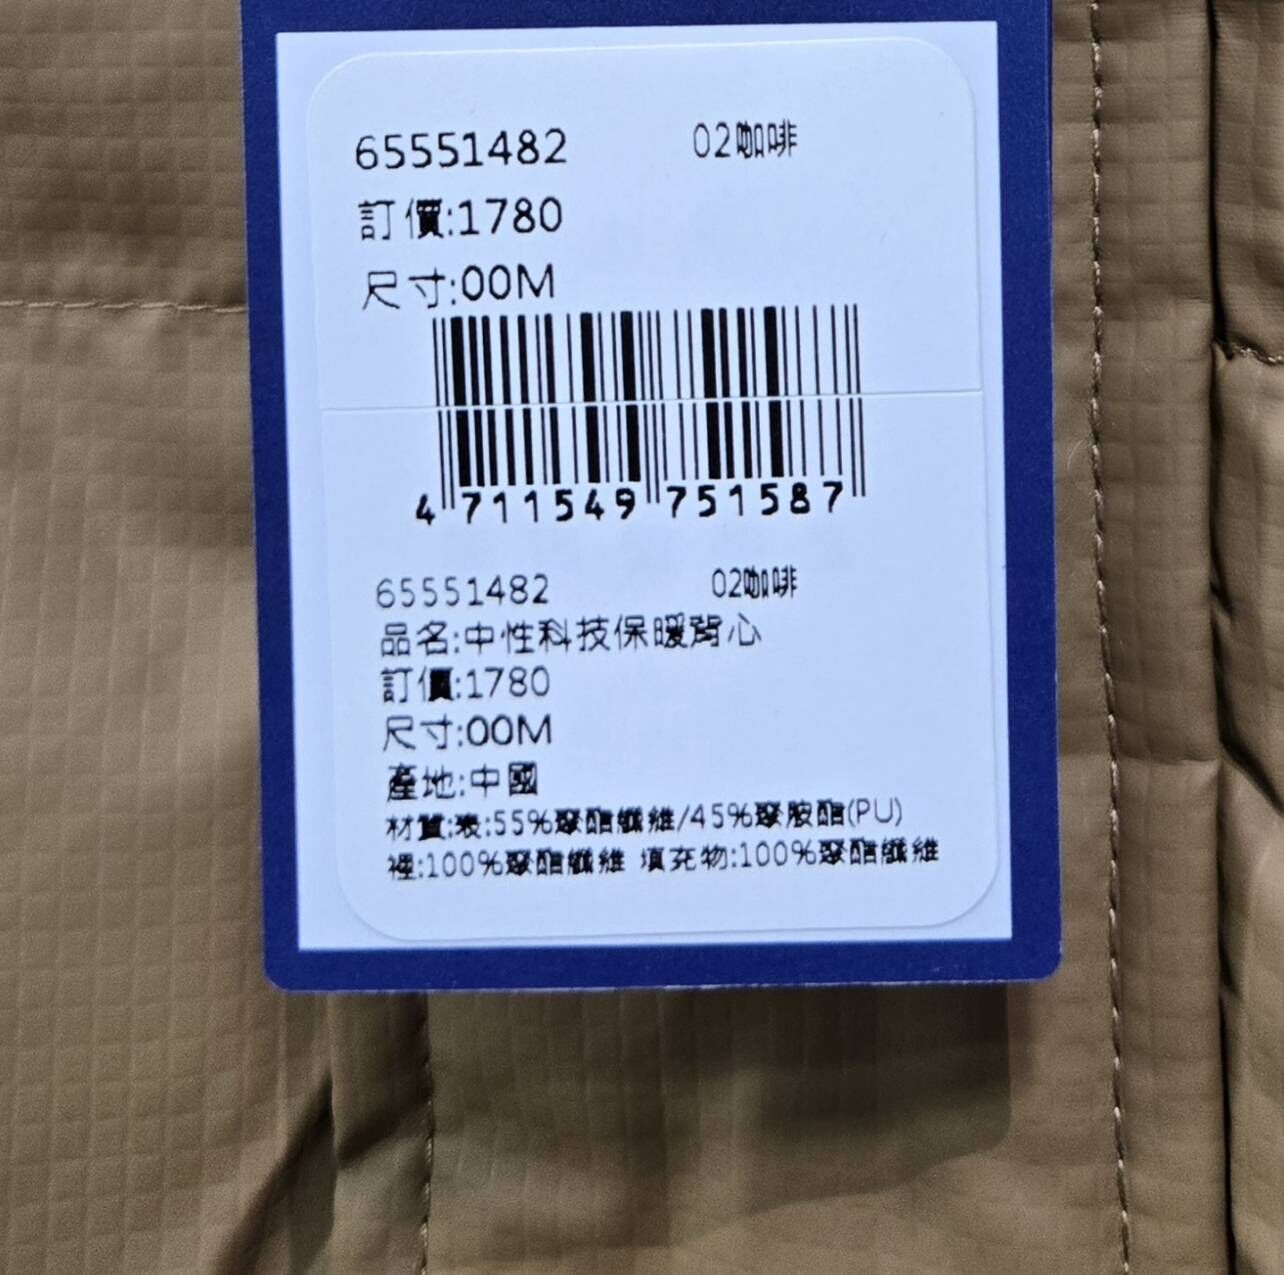 65551482 02咖啡
訂價:1780
尺寸:00M
4 711549 751587
65551482 02咖啡
品名:中性科技保暖背心
訂價:1780
尺寸:00M
產地:中國
材質:表:55%聚酯纖維/45%聚胺酯(PU)
裡:100%聚酯纖維 填充物:100%聚酯纖維